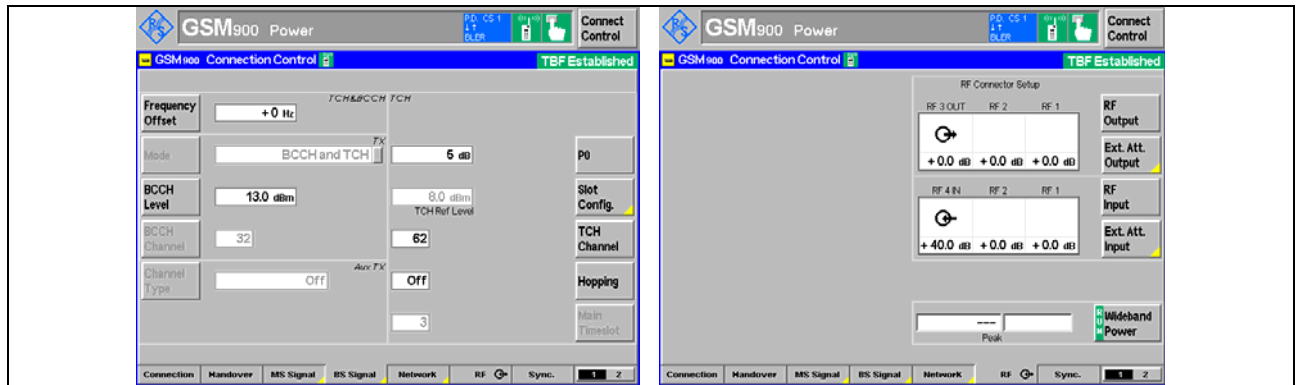 GSM900 Power
P.D. CS 1
BLER
Connect
Control
GSM 900 Connection Control
TBF Established
TCH&BCCH TCH
Frequency
Offset
+0 Hz
TX
Mode
BCCH and TCH
5 dB
P0
BCCH
Level
13.0 dBm
8.0 dBm
TCH Ref Level
Slot
Config.
BCCH
Channel
32
62
TCH
Channel
Aux TX
Channel
Type
Off
Off
Hopping
3
Main
Timeslot
Connection Handover MS Signal BS Signal Network RF Sync. 1 2
GSM900 Power
P.D. CS 1
BLER
Connect
Control
GSM 900 Connection Control
TBF Established
RF Connector Setup
RF 3 OUT RF 2 RF 1
RF
Output
+ 0.0 dB + 0.0 dB + 0.0 dB
Ext. Att.
Output
RF 4 IN RF 2 RF 1
RF
Input
+ 40.0 dB + 0.0 dB + 0.0 dB
Ext. Att.
Input
---
Peak
RUN
Wideband
Power
Connection Handover MS Signal BS Signal Network RF Sync. 1 2